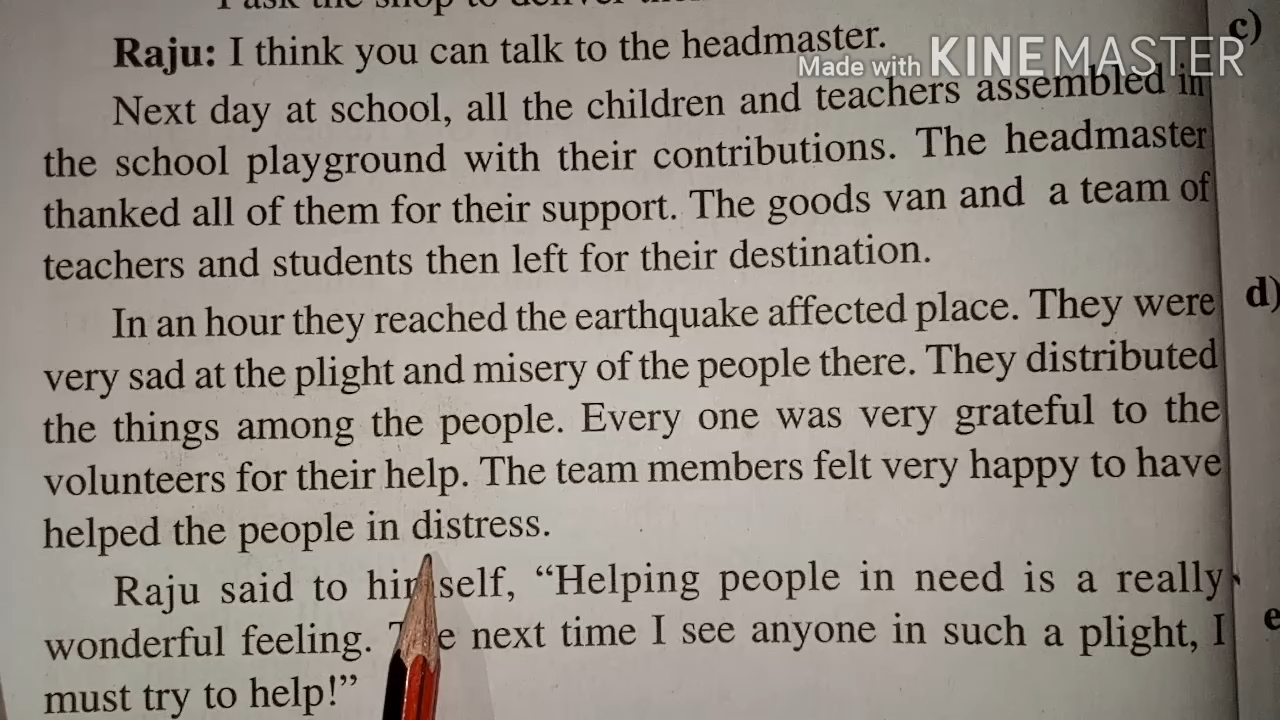 I ask the shop to deliver
Raju: I think you can talk to the headmaster.
c)
Made with KINEMASTER
Next day at school, all the children and teachers assembled in
the school playground with their contributions. The headmaster
thanked all of them for their support. The goods van and a team of
teachers and students then left for their destination.
In an hour they reached the earthquake affected place. They were
d)
very sad at the plight and misery of the people there. They distributed
the things among the people. Every one was very grateful to the
volunteers for their help. The team members felt very happy to have
helped the people in distress.
Raju said to himself, “Helping people in need is a really
wonderful feeling. The next time I see anyone in such a plight, I
e
must try to help!”